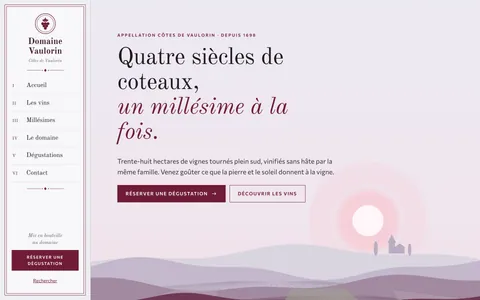 Domaine
Vaulorin
Côtes de Vaulorin
I Accueil
II Les vins
III Millésimes
IV Le domaine
V Dégustations
VI Contact
Mis en bouteille
au domaine
RÉSERVER UNE
DÉGUSTATION
Rechercher
APPELLATION CÔTES DE VAULORIN · DEPUIS 1698
Quatre siècles de
coteaux,
un millésime à la
fois.
Trente-huit hectares de vignes tournés plein sud, vinifiés sans hâte par la
même famille. Venez goûter ce que la pierre et le soleil donnent à la vigne.
RÉSERVER UNE DÉGUSTATION →
DÉCOUVRIR LES VINS